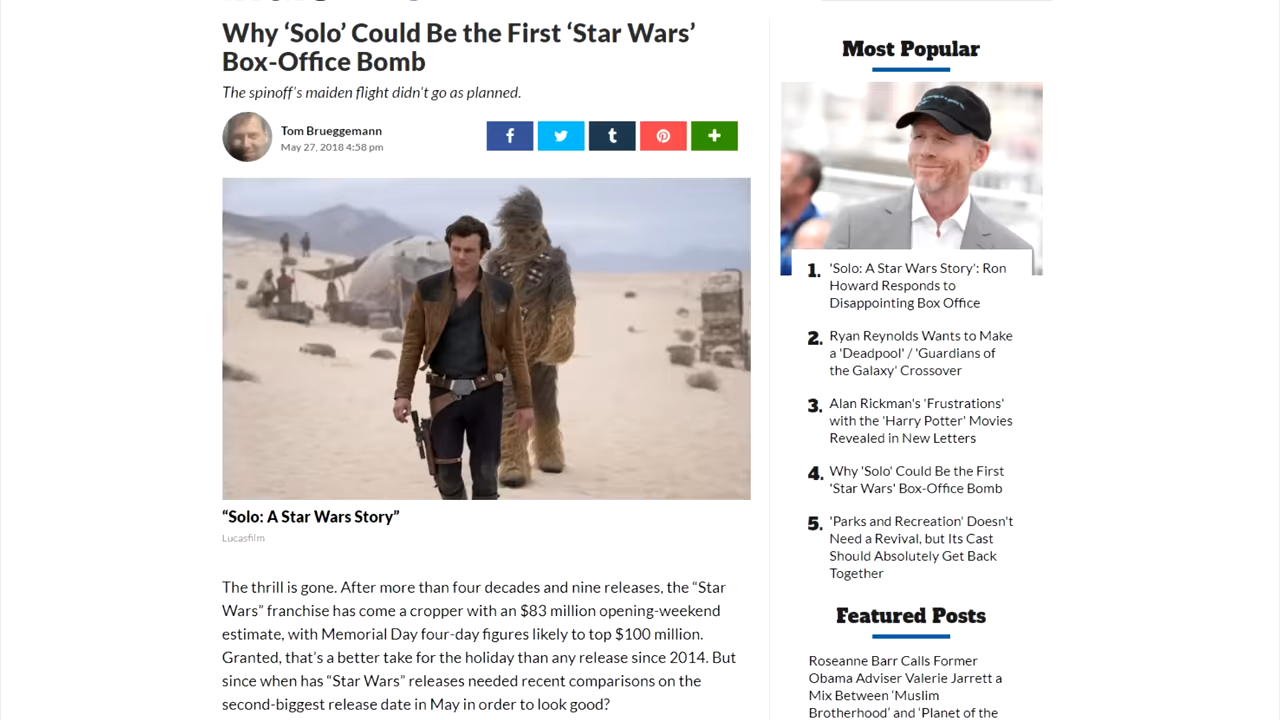 Why ‘Solo’ Could Be the First ‘Star Wars’
Box-Office Bomb
The spinoff's maiden flight didn't go as planned.
Tom Brueggemann
May 27, 2018 4:58 pm
“Solo: A Star Wars Story”
Lucasfilm
The thrill is gone. After more than four decades and nine releases, the “Star
Wars” franchise has come a cropper with an $83 million opening-weekend
estimate, with Memorial Day four-day figures likely to top $100 million.
Granted, that’s a better take for the holiday than any release since 2014. But
since when has “Star Wars” releases needed recent comparisons on the
second-biggest release date in May in order to look good?
Most Popular
1. 'Solo: A Star Wars Story': Ron
Howard Responds to
Disappointing Box Office
2. Ryan Reynolds Wants to Make
a 'Deadpool' / 'Guardians of
the Galaxy' Crossover
3. Alan Rickman's 'Frustrations'
with the 'Harry Potter' Movies
Revealed in New Letters
4. Why 'Solo' Could Be the First
'Star Wars' Box-Office Bomb
5. 'Parks and Recreation' Doesn't
Need a Revival, but Its Cast
Should Absolutely Get Back
Together
Featured Posts
Roseanne Barr Calls Former
Obama Adviser Valerie Jarrett a
Mix Between ‘Muslim
Brotherhood’ and ‘Planet of the